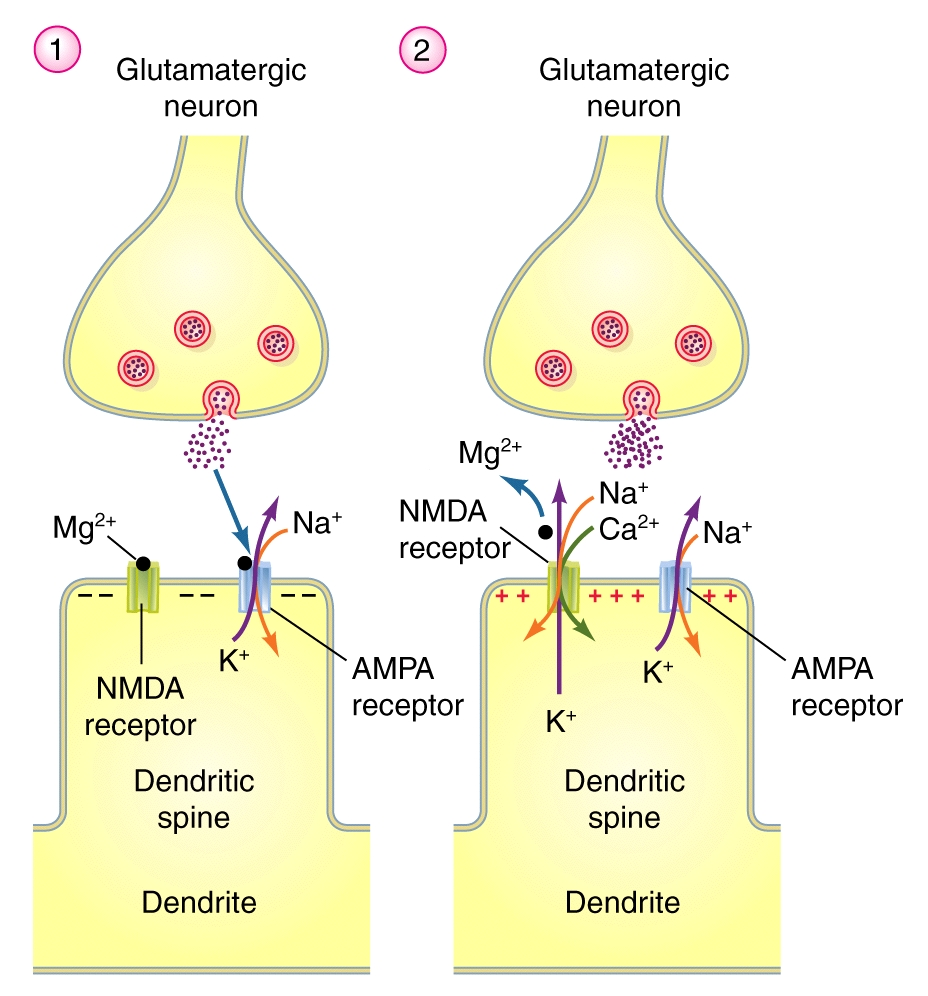 1
Glutamatergic
neuron
Mg²⁺
Na⁺
– –
– –
– –
K⁺
NMDA
receptor
AMPA
receptor
Dendritic
spine
Dendrite
2
Glutamatergic
neuron
Mg²⁺
NMDA
receptor
Na⁺
Ca²⁺
Na⁺
+ +
+ + +
+ +
K⁺
K⁺
AMPA
receptor
Dendritic
spine
Dendrite